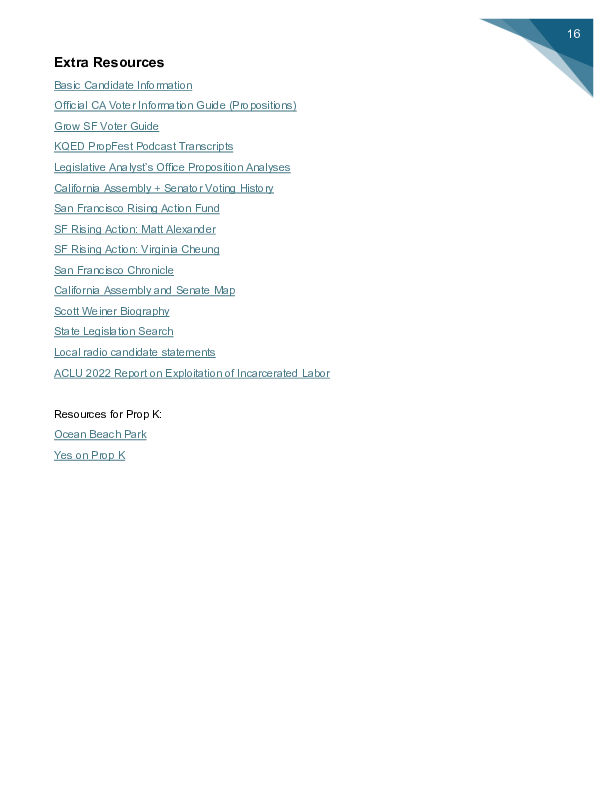 16
Extra Resources
Basic Candidate Information
Official CA Voter Information Guide (Propositions)
Grow SF Voter Guide
KQED PropFest Podcast Transcripts
Legislative Analyst's Office Proposition Analyses
California Assembly + Senator Voting History
San Francisco Rising Action Fund
SF Rising Action: Matt Alexander
SF Rising Action: Virginia Cheung
San Francisco Chronicle
California Assembly and Senate Map
Scott Weiner Biography
State Legislation Search
Local radio candidate statements
ACLU 2022 Report on Exploitation of Incarcerated Labor
Resources for Prop K:
Ocean Beach Park
Yes on Prop K